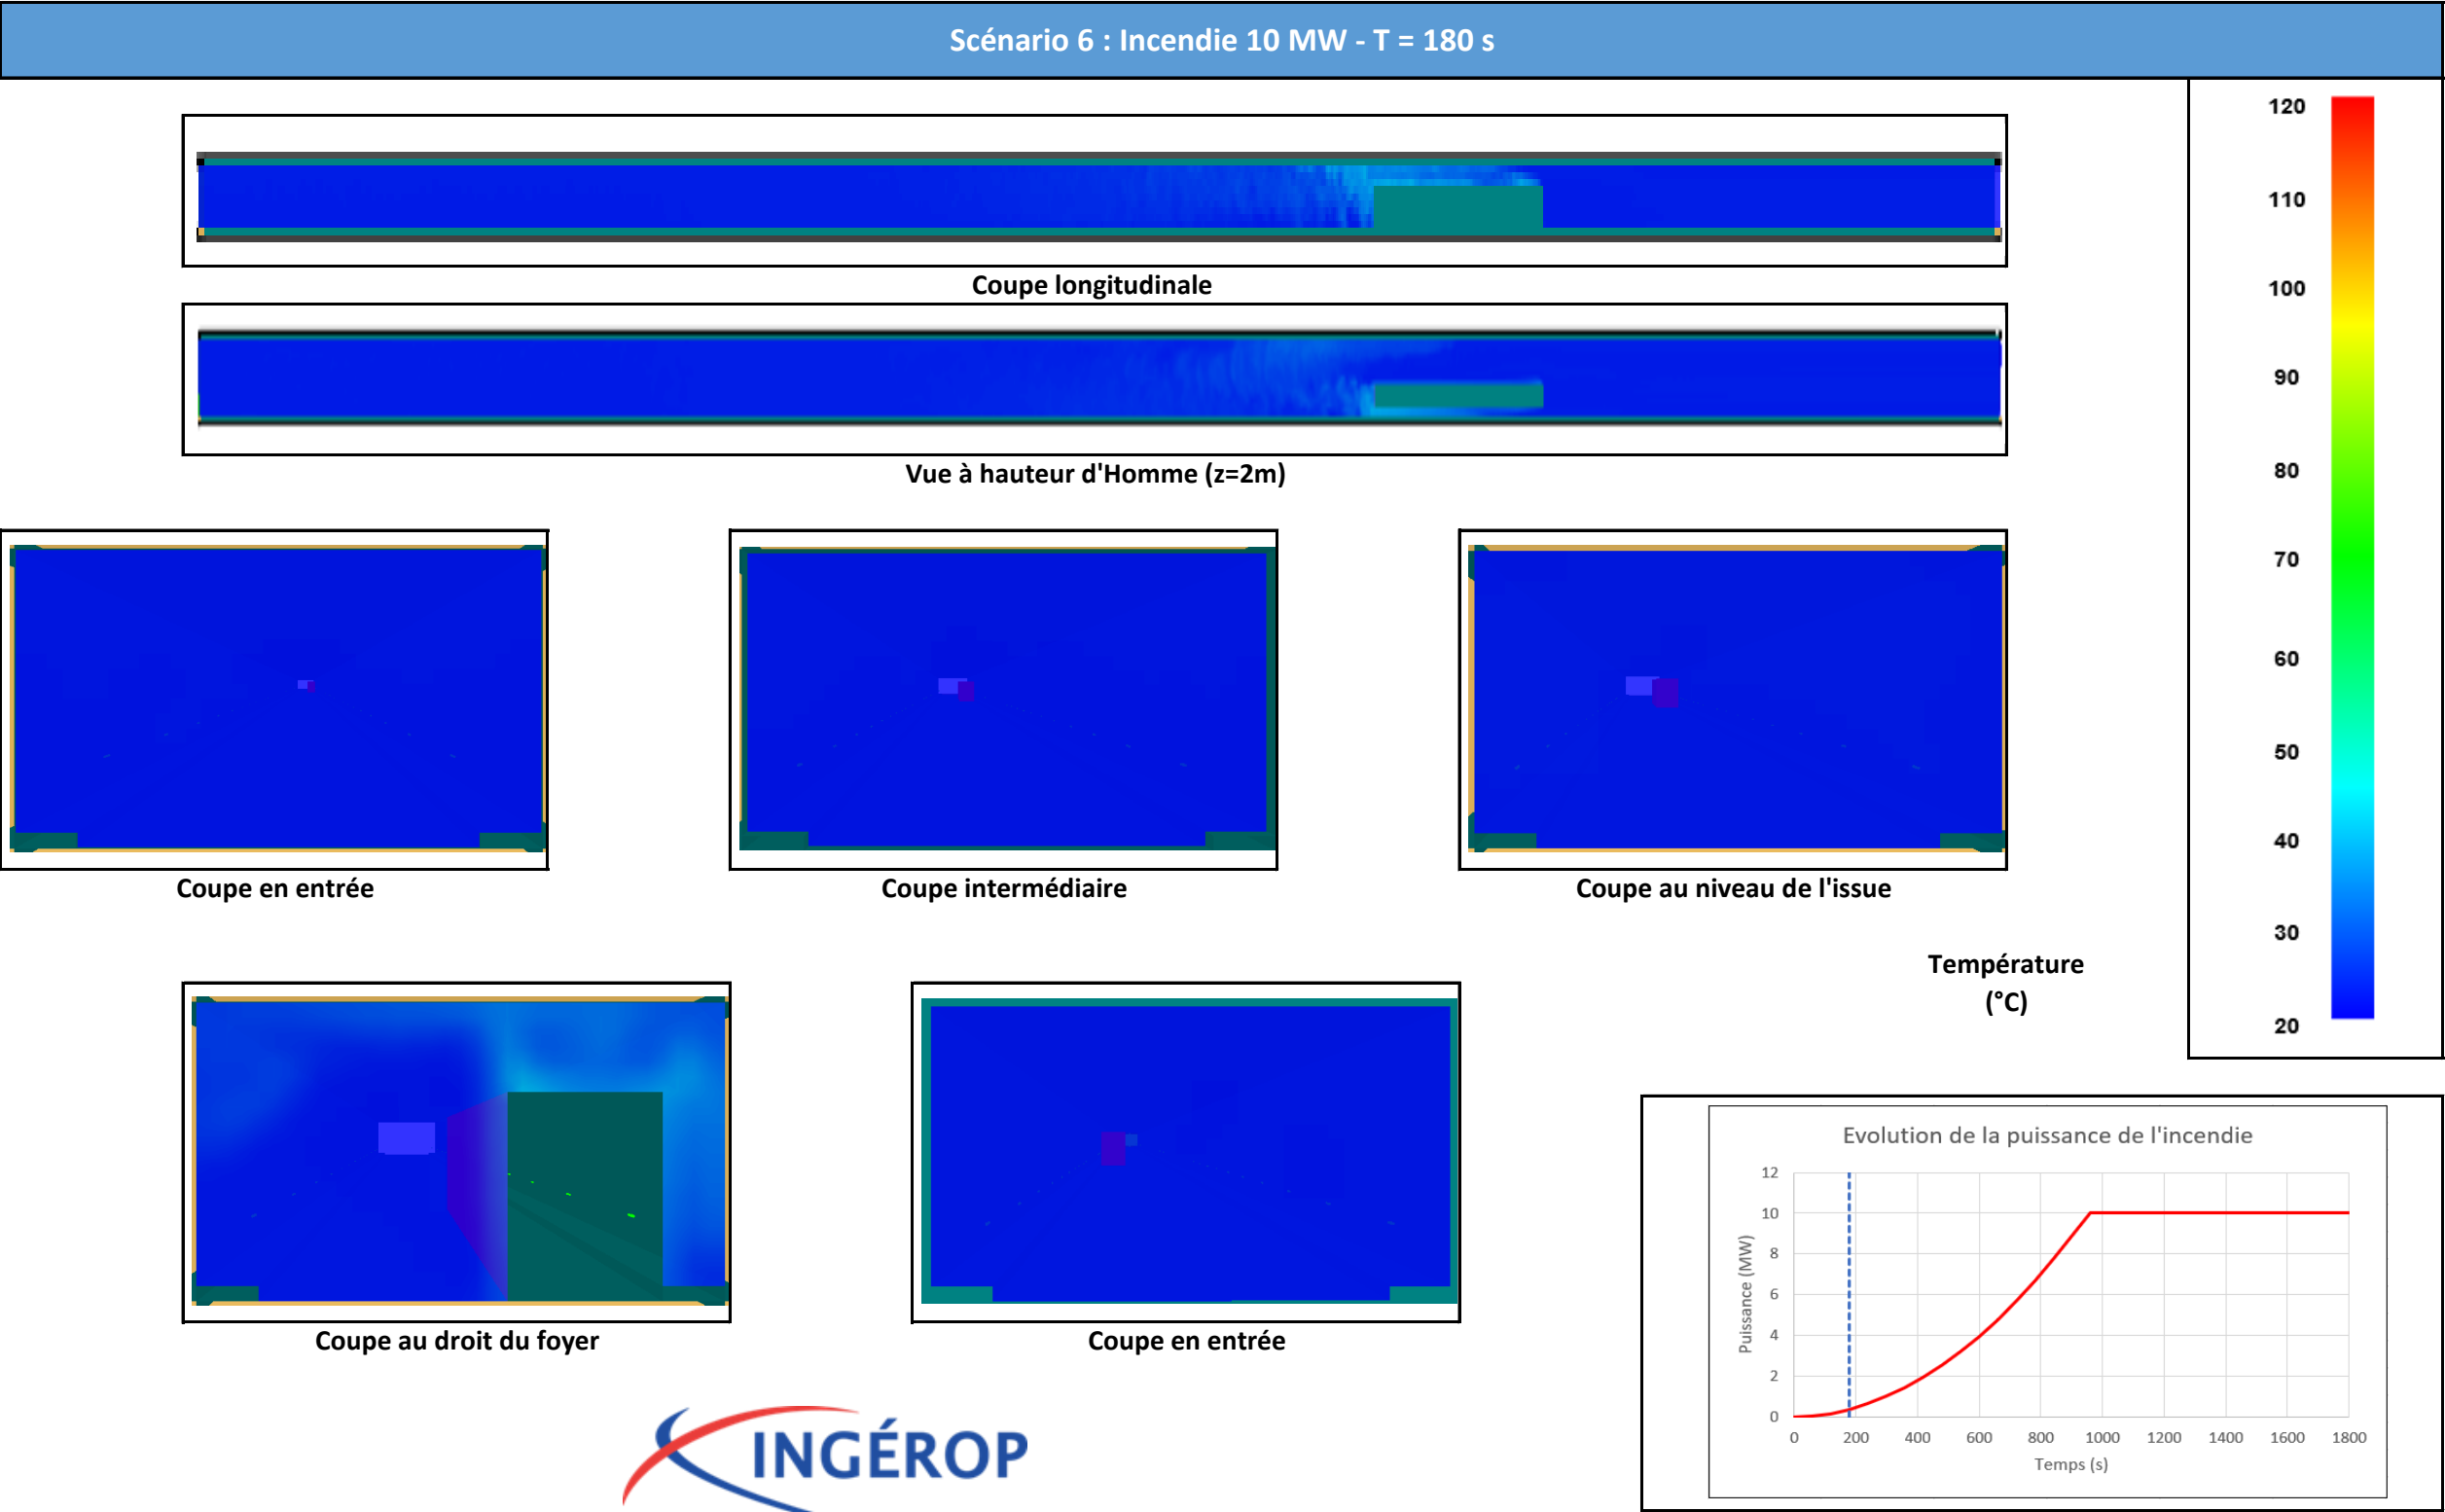 Scénario 6 : Incendie 10 MW - T = 180 s
Coupe longitudinale
Vue à hauteur d'Homme (z=2m)
Coupe en entrée
Coupe intermédiaire
Coupe au niveau de l'issue
Coupe au droit du foyer
Coupe en entrée
Température
(°C)
120
110
100
90
80
70
60
50
40
30
20
Evolution de la puissance de l'incendie
Puissance (MW)
12
10
8
6
4
2
0
0 200 400 600 800 1000 1200 1400 1600 1800
Temps (s)
INGÉROP